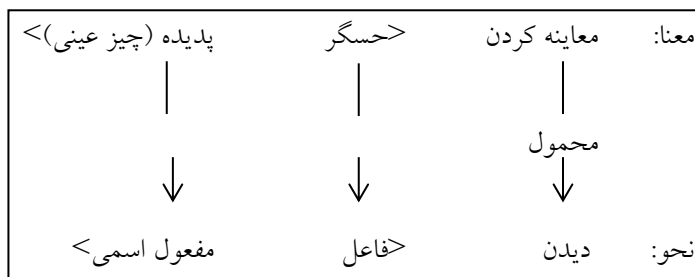 معنا: معاینه کردن <حسگر پدیده (چیز عینی)>
محمول
نحو: دیدن <فاعل مفعول اسمی>